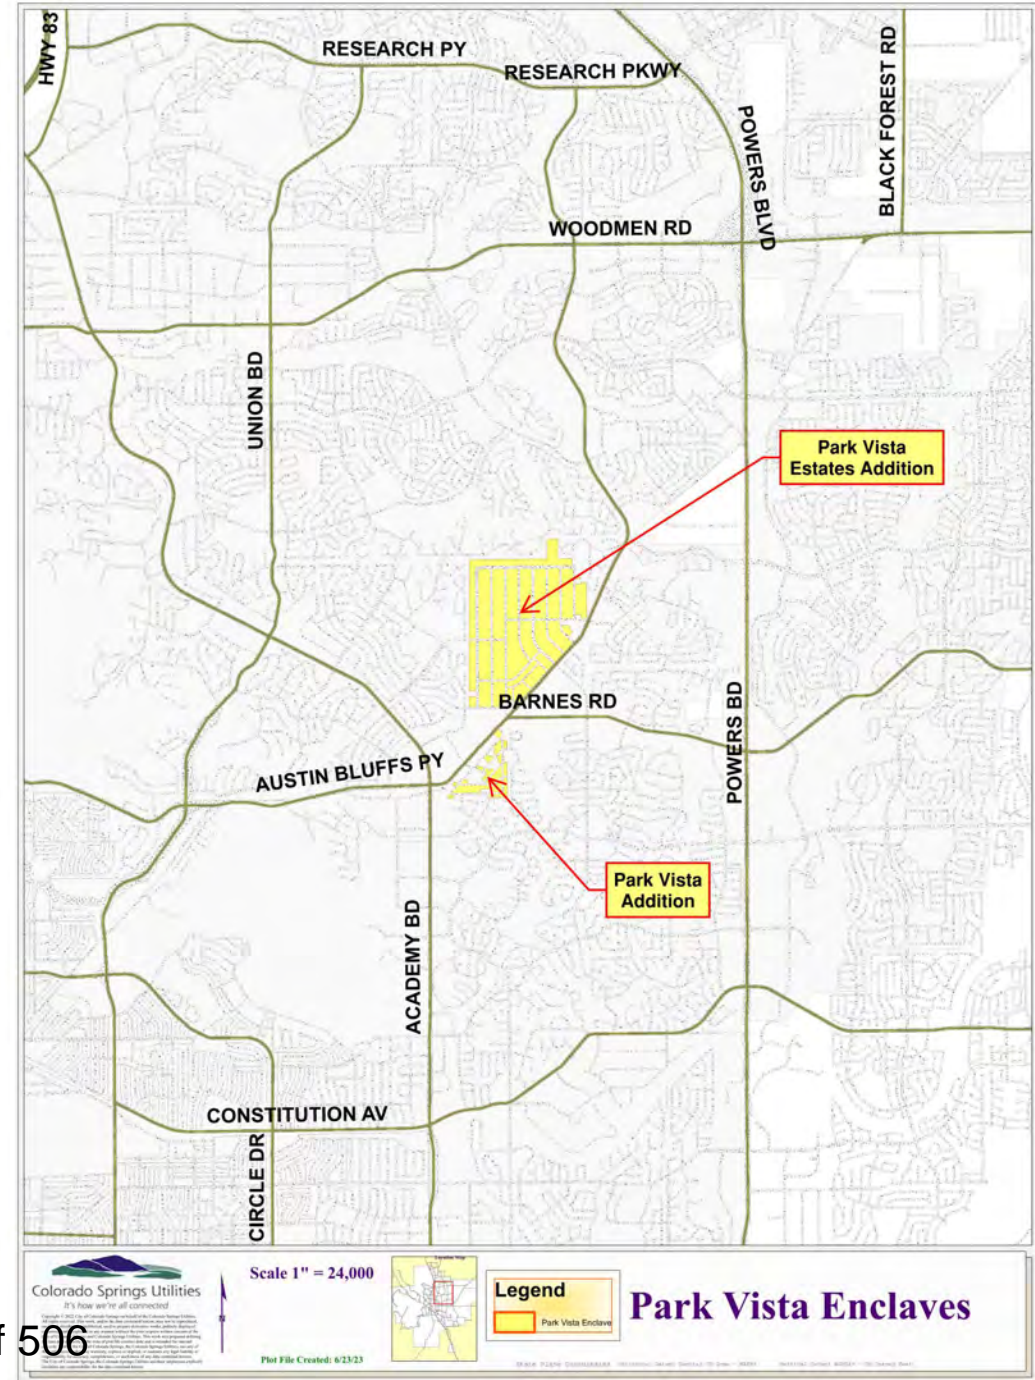 HWY 83
RESEARCH PY
RESEARCH PKWY
POWERS BLVD
BLACK FOREST RD
WOODMEN RD
UNION BD
Park Vista
Estates Addition
BARNES RD
POWERS BD
AUSTIN BLUFFS PY
Park Vista
Addition
ACADEMY BD
CONSTITUTION AV
CIRCLE DR
Colorado Springs Utilities
It's how we're all connected
Scale 1" = 24,000
Plot File Created: 6/23/23
N
Legend
Park Vista Enclave
Park Vista Enclaves
f 506